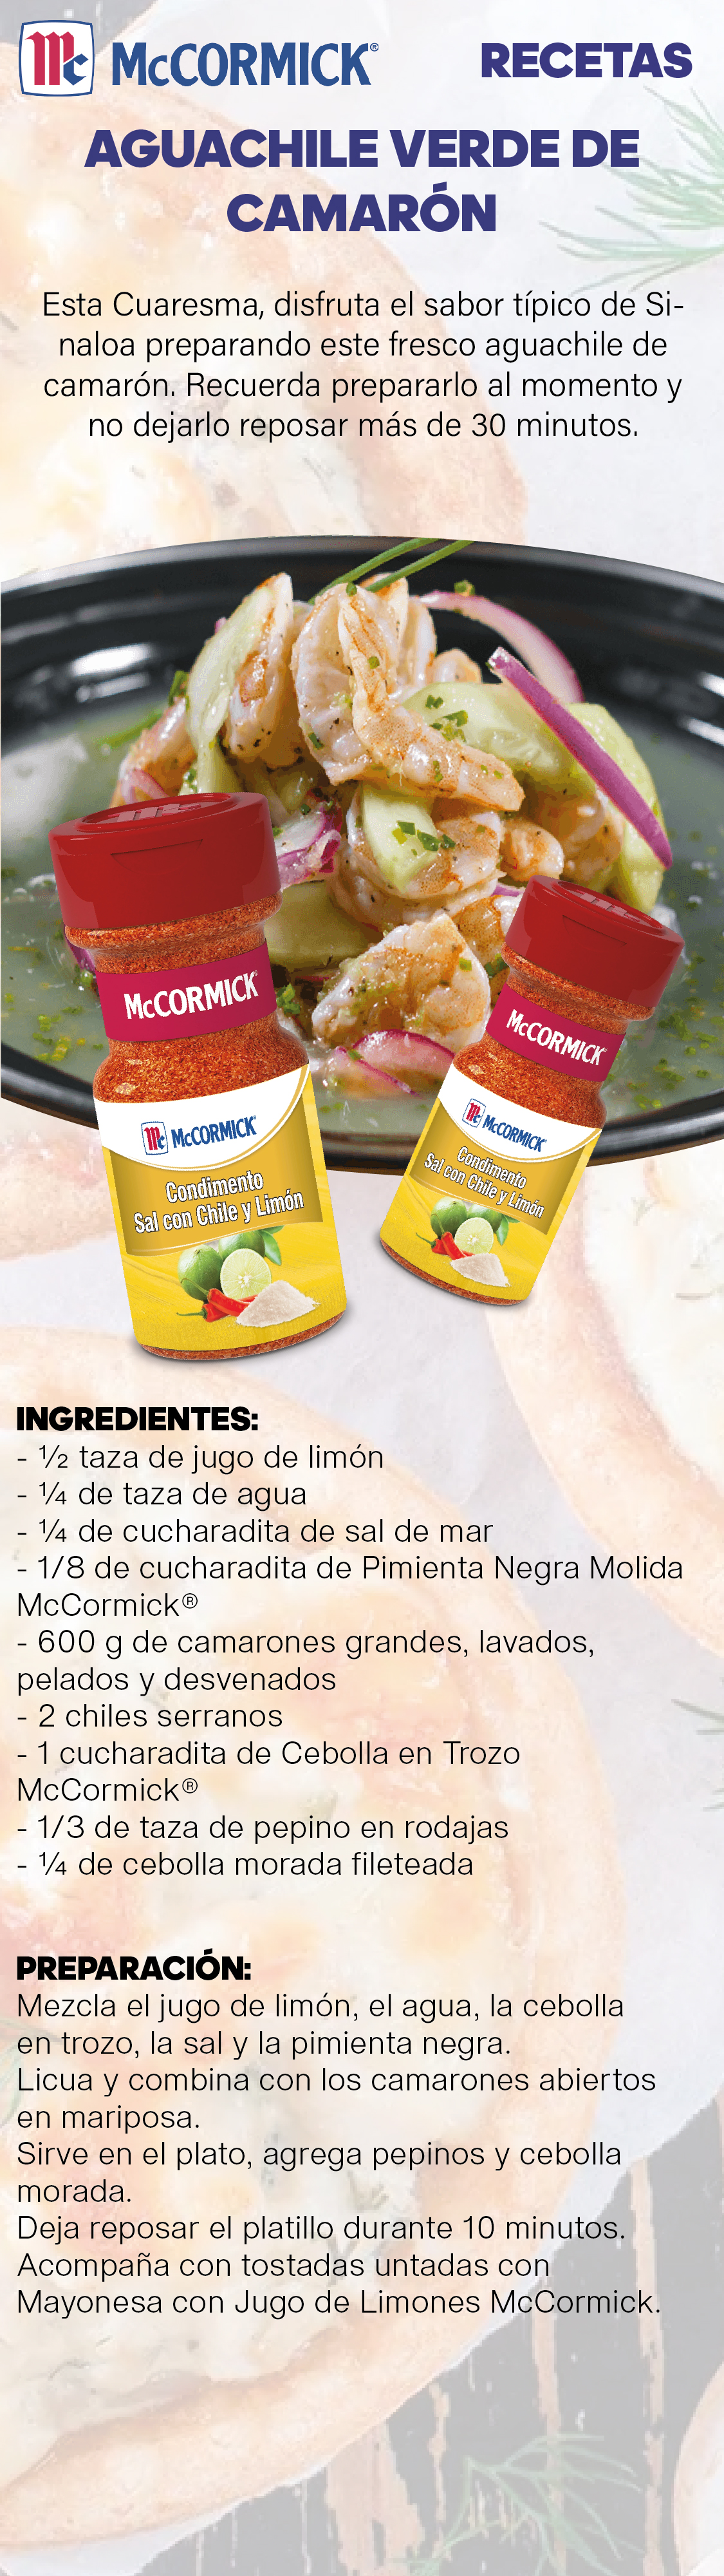 Mc McCORMICK® RECETAS
AGUACHILE VERDE DE
CAMARÓN
Esta Cuaresma, disfruta el sabor típico de Si-
naloa preparando este fresco aguachile de
camarón. Recuerda prepararlo al momento y
no dejarlo reposar más de 30 minutos.
McCORMICK®
Mc McCORMICK®
Condimento
Sal con Chile y Limón
McCORMICK®
Mc McCORMICK®
Condimento
Sal con Chile y Limón
INGREDIENTES:
- ½ taza de jugo de limón
- ¼ de taza de agua
- ¼ de cucharadita de sal de mar
- 1/8 de cucharadita de Pimienta Negra Molida
McCormick®
- 600 g de camarones grandes, lavados,
pelados y desvenados
- 2 chiles serranos
- 1 cucharadita de Cebolla en Trozo
McCormick®
- 1/3 de taza de pepino en rodajas
- ¼ de cebolla morada fileteada
PREPARACIÓN:
Mezcla el jugo de limón, el agua, la cebolla
en trozo, la sal y la pimienta negra.
Licua y combina con los camarones abiertos
en mariposa.
Sirve en el plato, agrega pepinos y cebolla
morada.
Deja reposar el platillo durante 10 minutos.
Acompaña con tostadas untadas con
Mayonesa con Jugo de Limones McCormick.